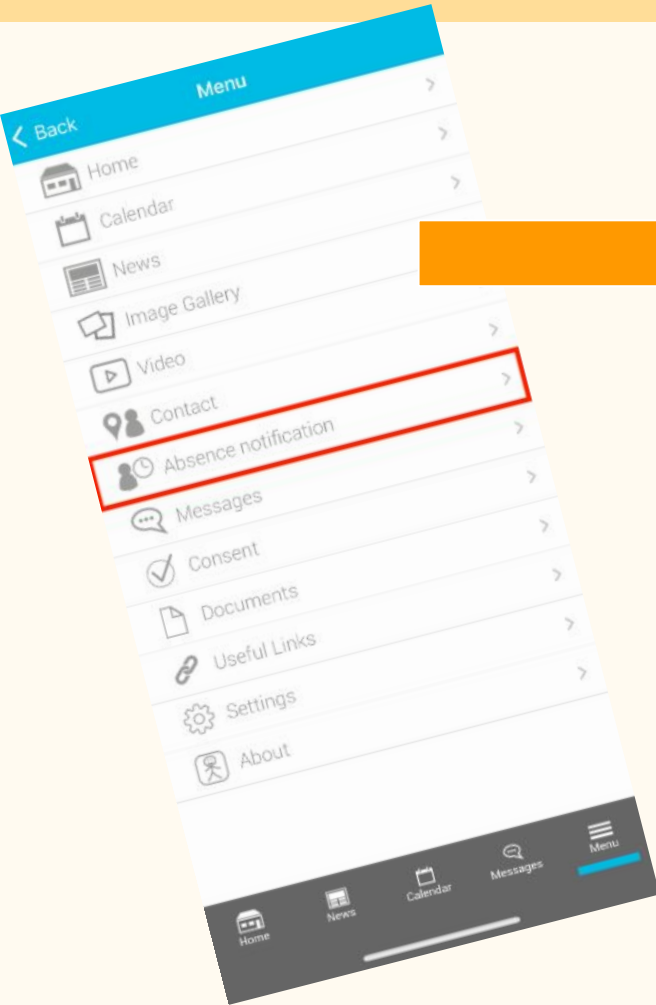 Menu
Back
Home
Calendar
News
Image Gallery
Video
Contact
Absence notification
Messages
Consent
Documents
Useful Links
Settings
About
Home
News
Calendar
Messages
Menu